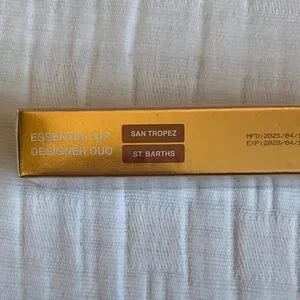 ESSENTIAL LIP
DESIGNER DUO
SAN TROPEZ
ST. BARTHS
MFD:2025/04/
EXP:2028/04/